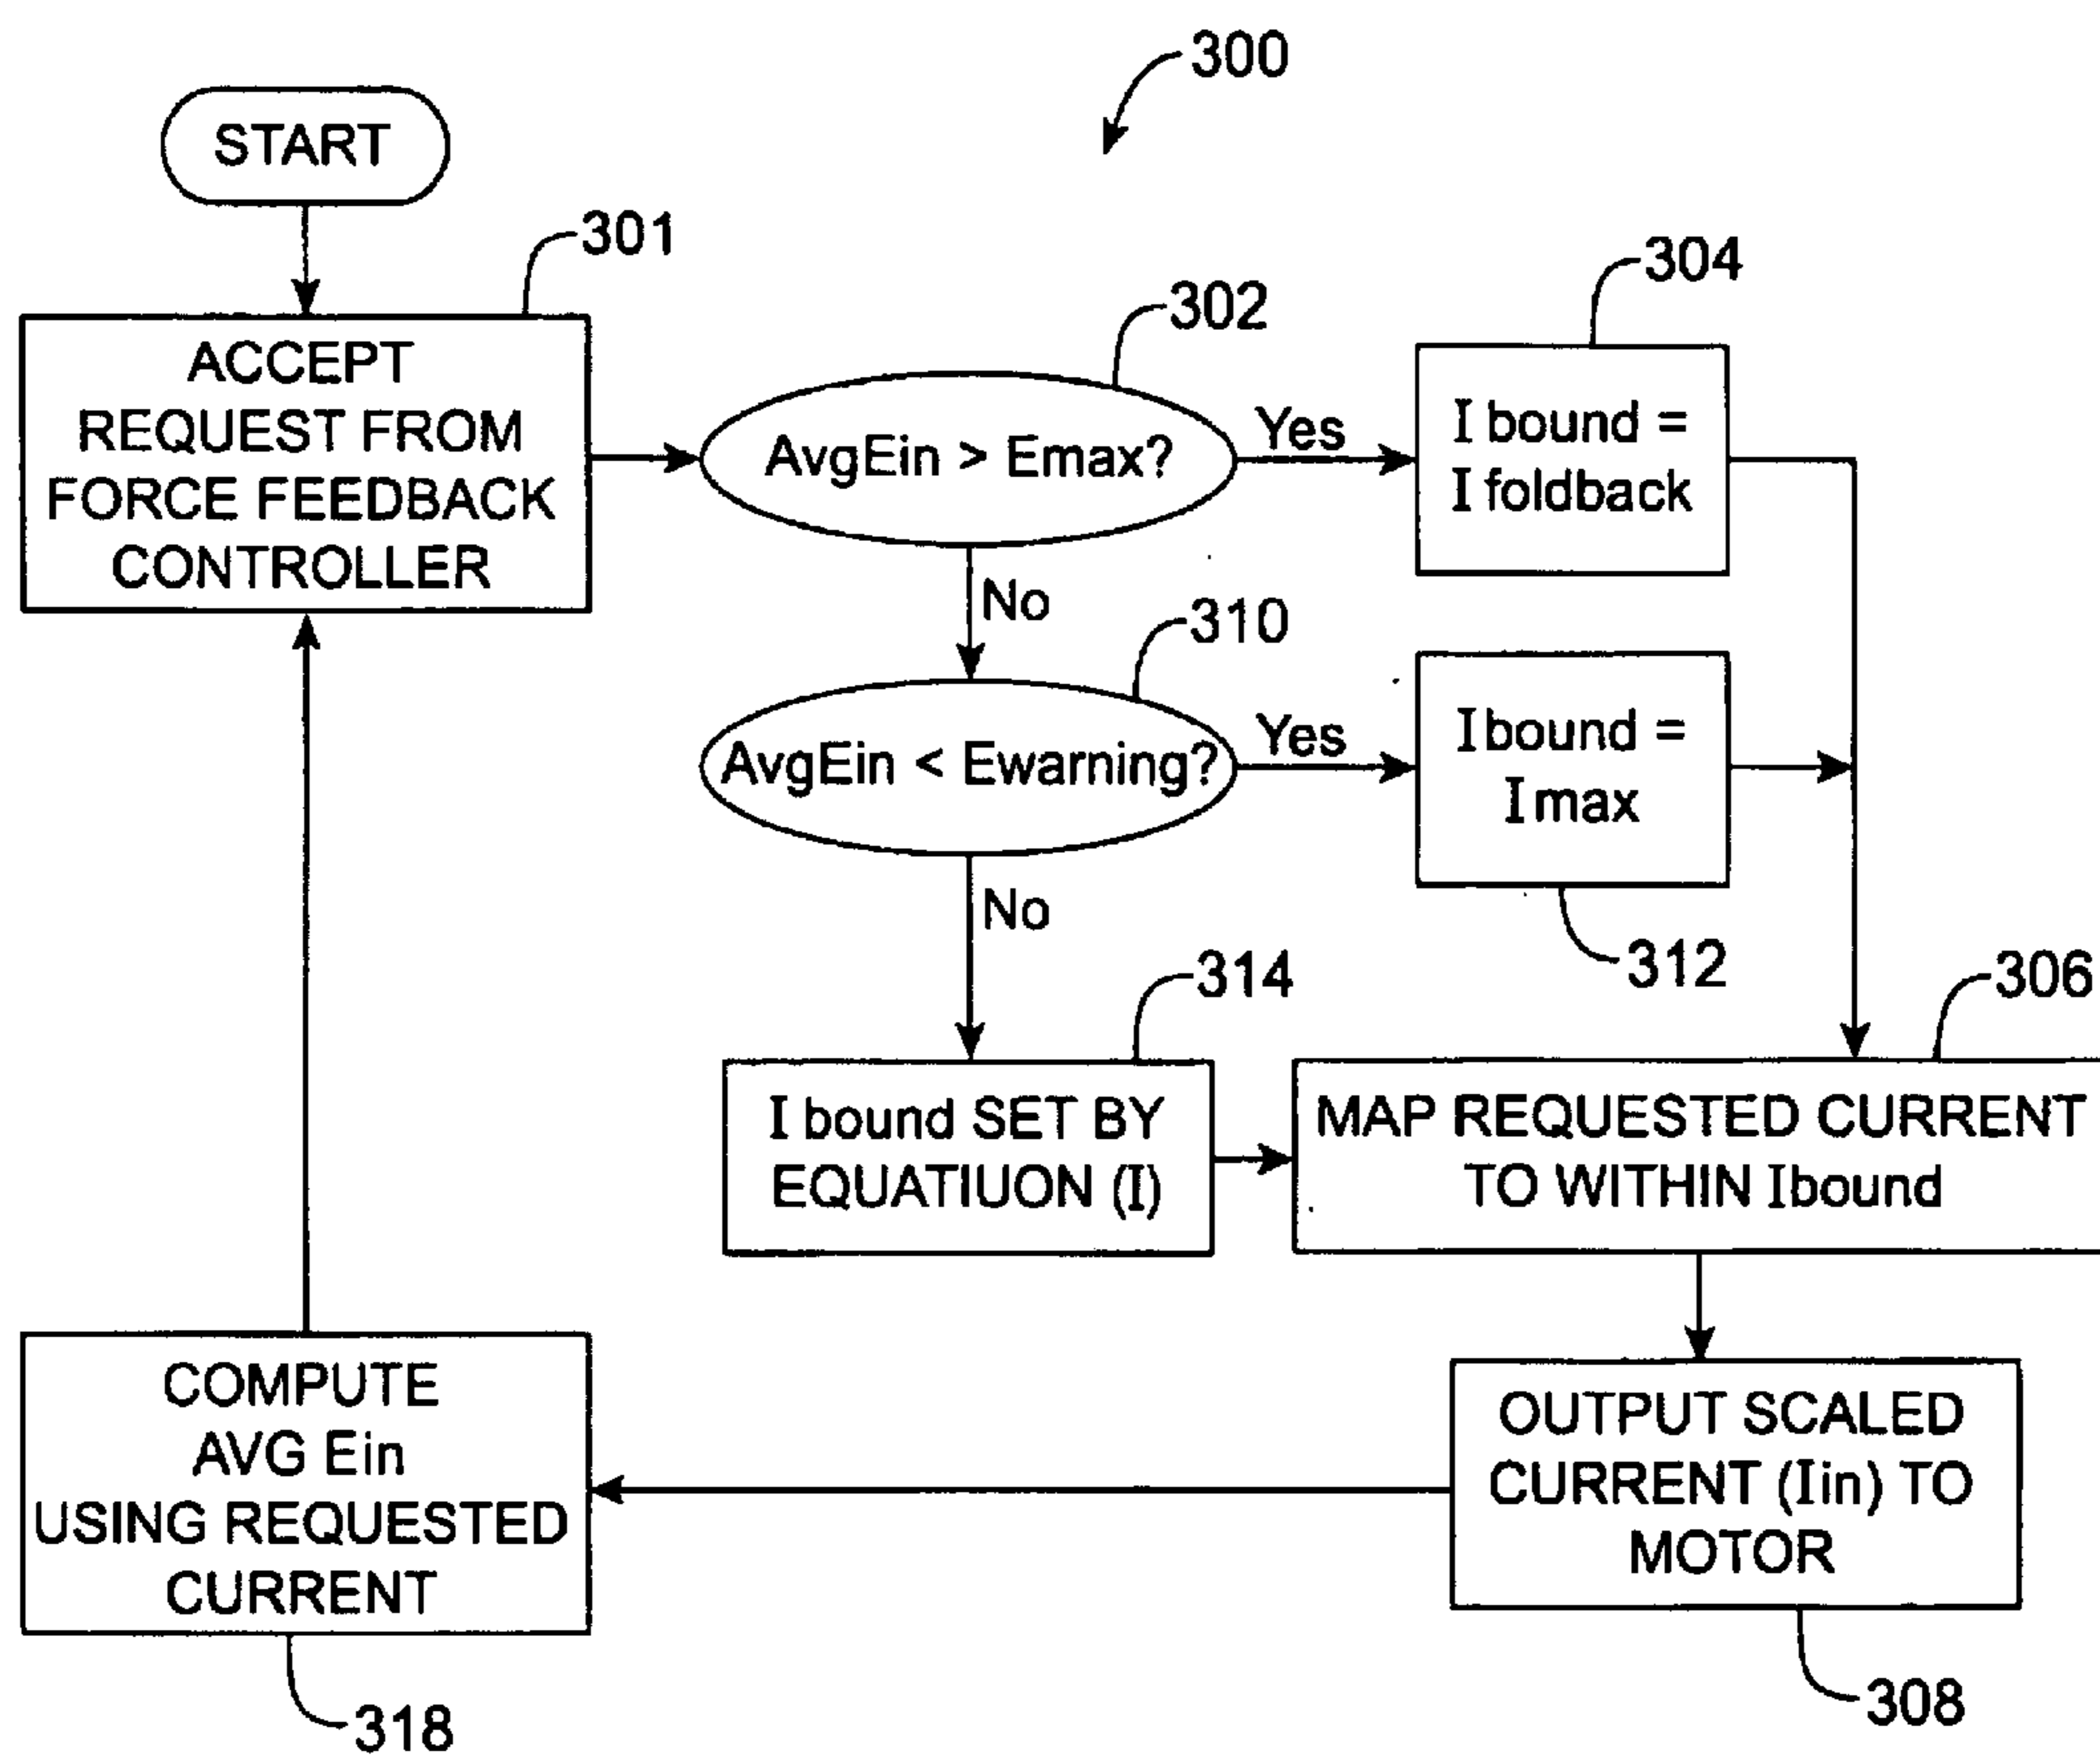 300
START
301
ACCEPT
REQUEST FROM
FORCE FEEDBACK
CONTROLLER
302
AvgEin > Emax?
Yes
304
I bound =
I foldback
No
310
AvgEin < Ewarning?
Yes
Ibound =
Imax
312
No
314
I bound SET BY
EQUATIUON (I)
306
MAP REQUESTED CURRENT
TO WITHIN Ibound
OUTPUT SCALED
CURRENT (Iin) TO
MOTOR
308
COMPUTE
AVG Ein
USING REQUESTED
CURRENT
318